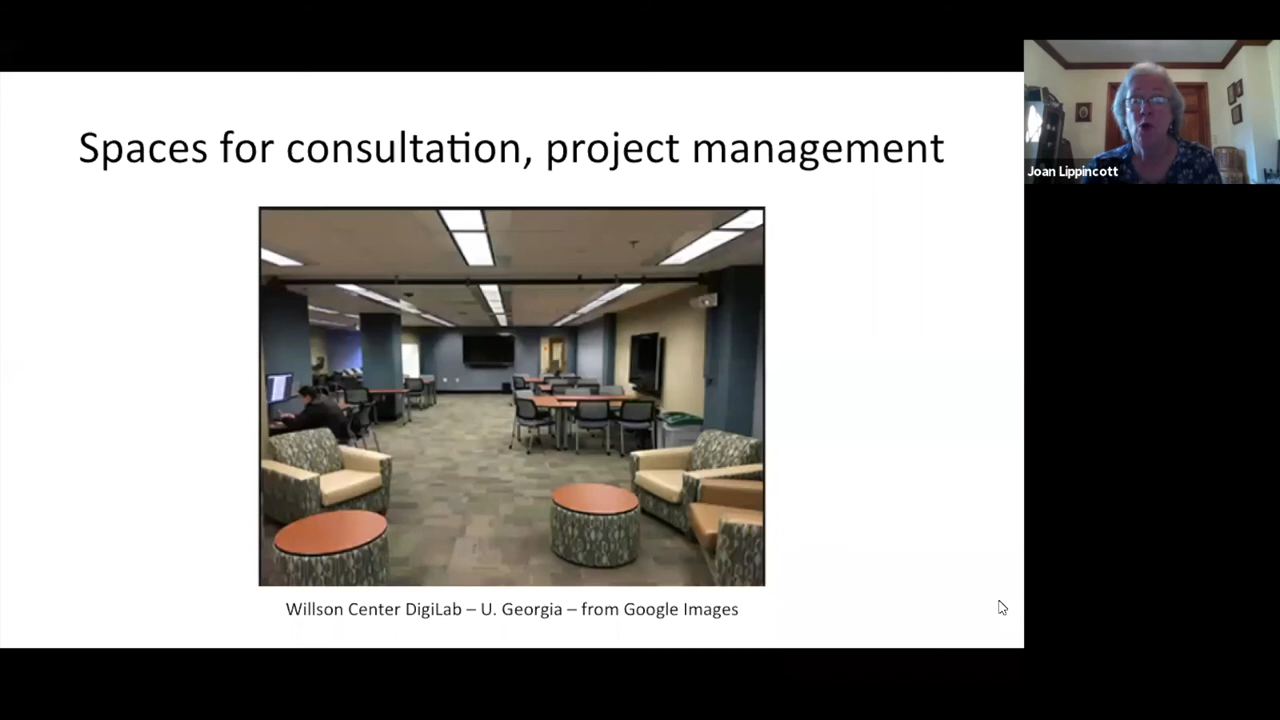 Spaces for consultation, project management
Joan Lippincott
Willson Center DigiLab – U. Georgia – from Google Images